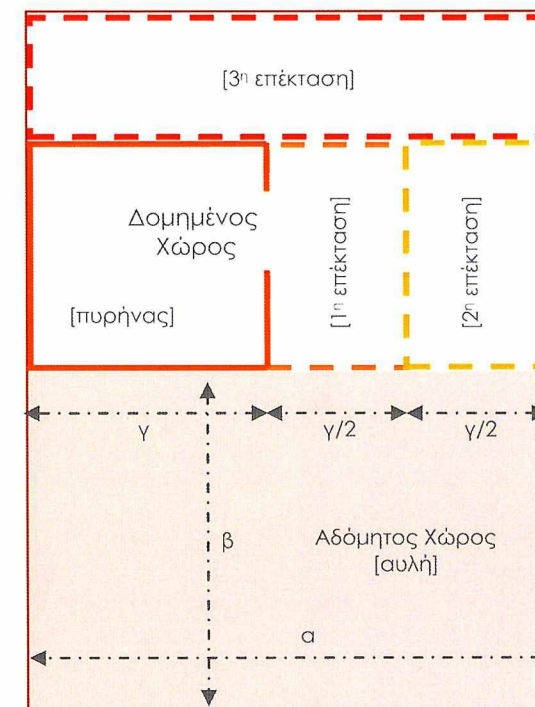 [3η επέκταση]
Δομημένος
Χώρος
[πυρήνας]
[1η επέκταση]
[2η επέκταση]
γ
γ/2
γ/2
β
Αδόμητος Χώρος
[αυλή]
α